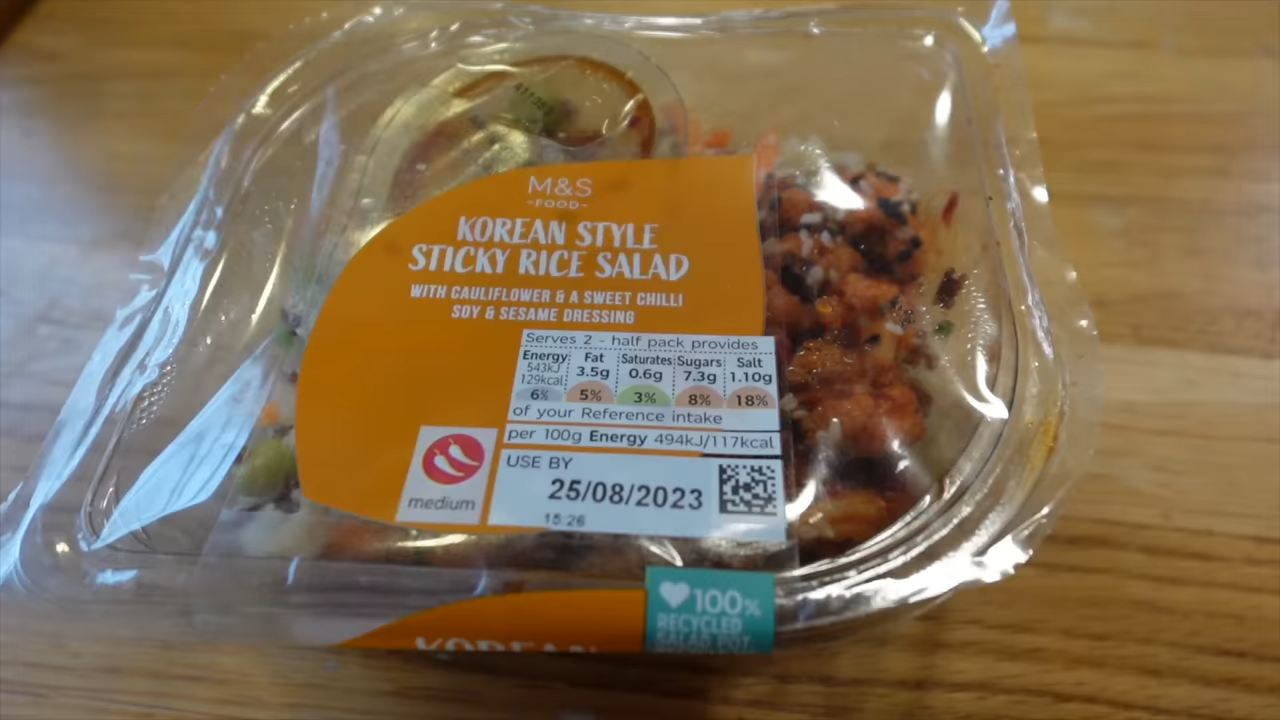 M&S
-FOOD-
KOREAN STYLE
STICKY RICE SALAD
WITH CAULIFLOWER & A SWEET CHILLI
SOY & SESAME DRESSING
Serves 2 - half pack provides
Energy Fat Saturates Sugars Salt
543kJ 3.5g 0.6g 7.3g 1.10g
129kcal
6% 5% 3% 8% 18%
of your Reference intake
per 100g Energy 494kJ/117kcal
USE BY
25/08/2023
15:26
medium
100%
RECYCLED
SALAD POT
KOREAN